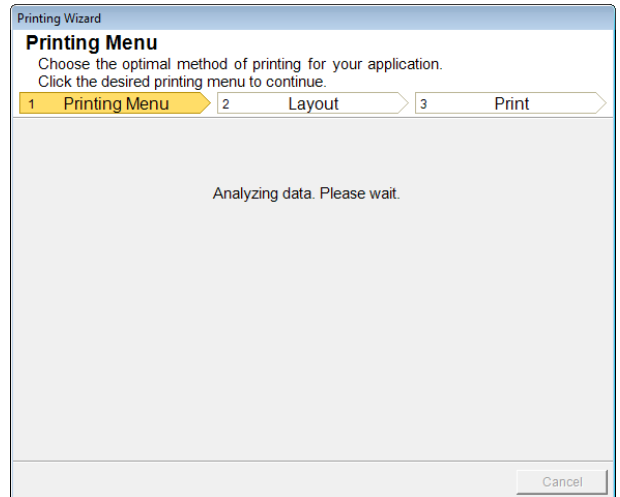 Printing Wizard
Printing Menu
Choose the optimal method of printing for your application.
Click the desired printing menu to continue.
1 Printing Menu 2 Layout 3 Print
Analyzing data. Please wait.
Cancel